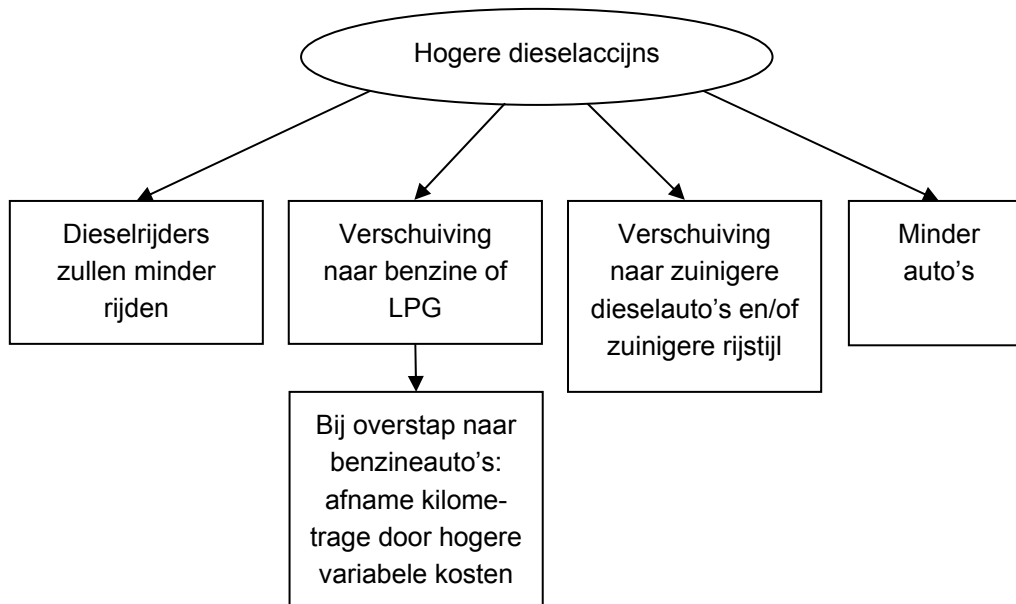 Hogere dieselaccijns
Dieselrijders
zullen minder
rijden
Verschuiving
naar benzine of
LPG
Verschuiving
naar zuinigere
dieselauto’s en/of
zuinigere rijstijl
Minder
auto’s
Bij overstap naar
benzineauto’s:
afname kilome-
trage door hogere
variabele kosten